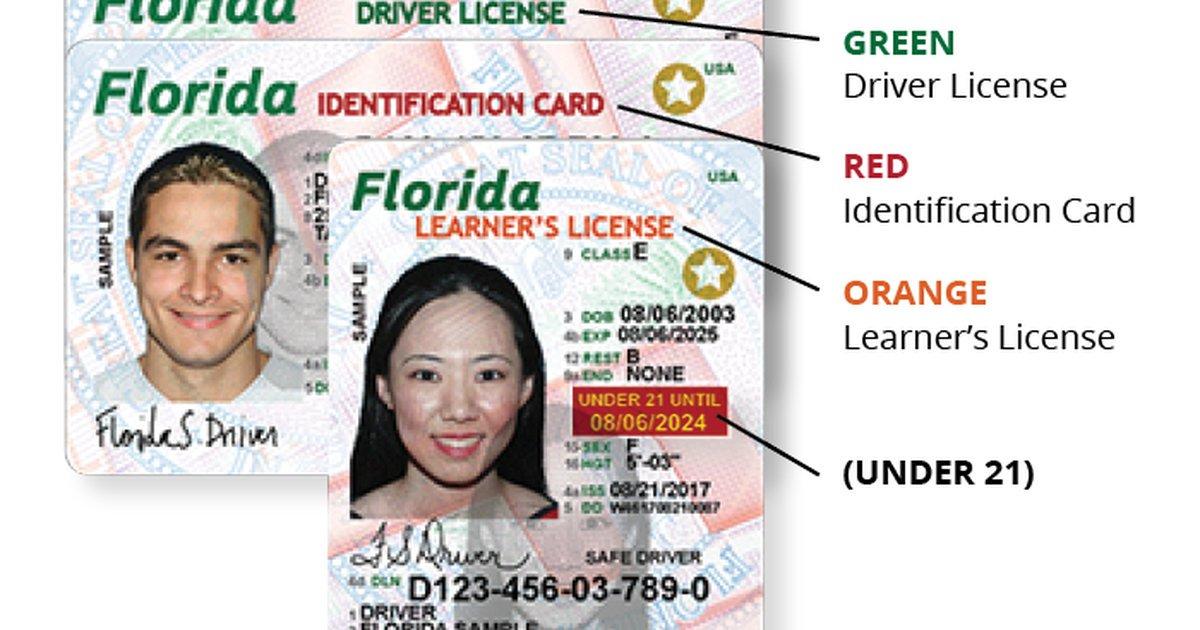 Florida DRIVER LICENSE
GREEN
Driver License
Florida IDENTIFICATION CARD USA
RED
Identification Card
SAMPLE
FloridaS.Driver
Florida USA
LEARNER'S LICENSE
ORANGE
Learner's License
9 CLASS E
SAMPLE
3 DOB 08/06/2003
4b EXP 08/06/2025
12 REST B
9a END NONE
UNDER 21 UNTIL
08/06/2024
(UNDER 21)
15 SEX F
16 HGT 5'-03"
4a ISS 08/21/2017
5 DD
F S Driver
SAFE DRIVER
4d DLN D123-456-03-789-0
1 DRIVER
FLORIDA SAMPLE